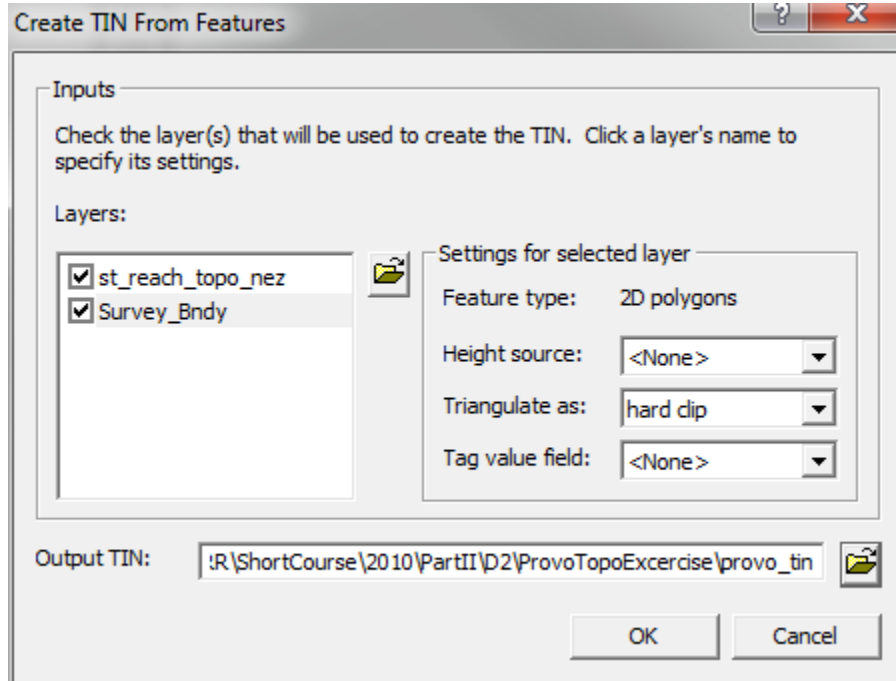 Create TIN From Features
?
X
Inputs
Check the layer(s) that will be used to create the TIN. Click a layer's name to
specify its settings.
Layers:
st_reach_topo_nez
Survey_Bndy
Settings for selected layer
Feature type: 2D polygons
Height source: <None>
Triangulate as: hard clip
Tag value field: <None>
Output TIN: :R\ShortCourse\2010\PartII\D2\ProvoTopoExcercise\provo_tin
OK Cancel